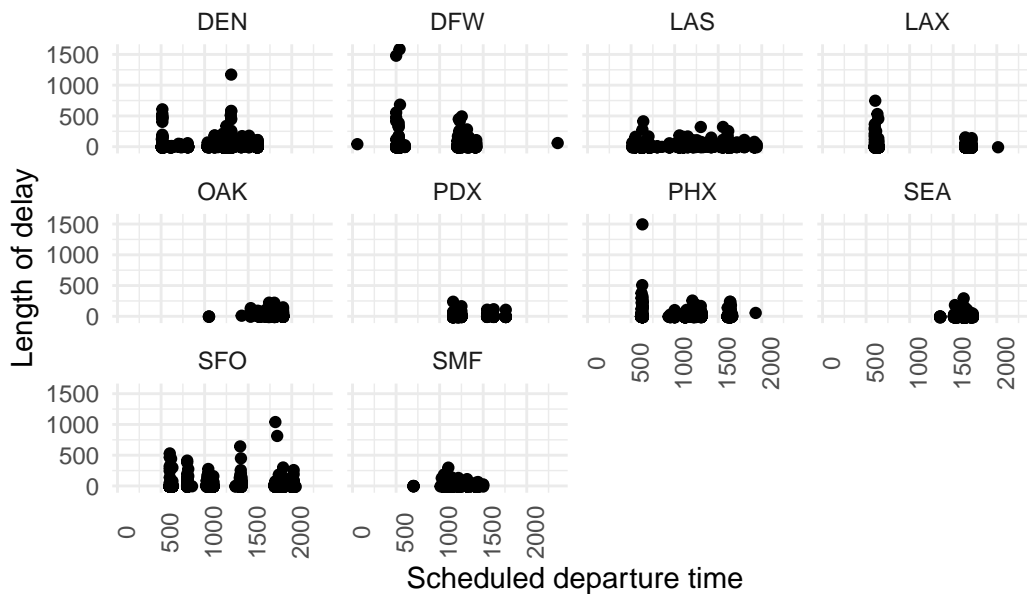 DEN DFW LAS LAX
1500
1000
500
0
OAK PDX PHX SEA
1500
1000
500
0
0 500 1000 1500 2000 0 500 1000 1500 2000
SFO SMF
1500
1000
500
0
0 500 1000 1500 2000 0 500 1000 1500 2000
Length of delay
Scheduled departure time